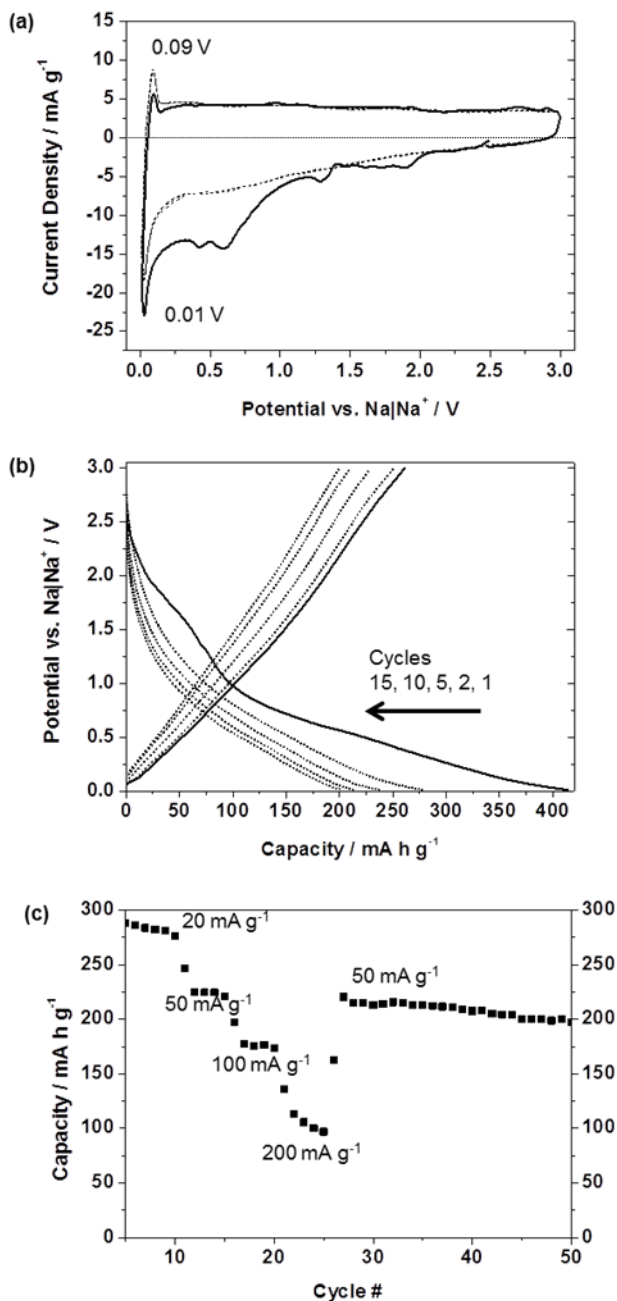 (a)
0.09 V
0.01 V
15
10
5
0
-5
-10
-15
-20
-25
Current Density / mA g-1
0.0 0.5 1.0 1.5 2.0 2.5 3.0
Potential vs. Na|Na+ / V
(b)
3.0
2.5
2.0
1.5
1.0
0.5
0.0
Potential vs. Na|Na+ / V
Cycles
15, 10, 5, 2, 1
0 50 100 150 200 250 300 350 400
Capacity / mA h g-1
(c)
300 300
250 250
200 200
150 150
100 100
50 50
0 0
Capacity / mA h g-1
20 mA g-1
50 mA g-1
100 mA g-1
200 mA g-1
50 mA g-1
10 20 30 40 50
Cycle #